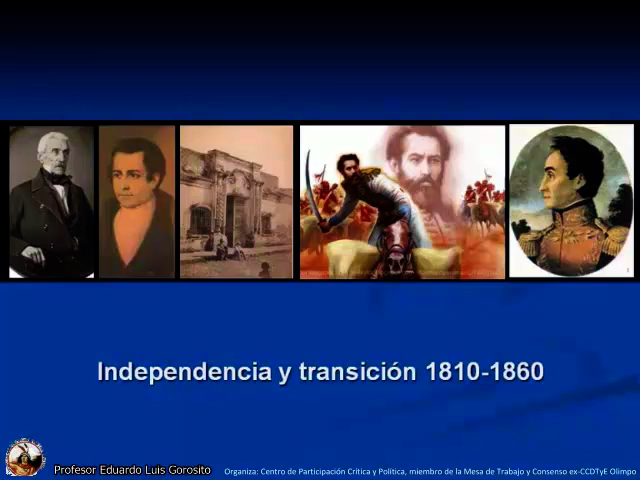 Independencia y transición 1810-1860
Profesor Eduardo Luis Gorosito
Organiza: Centro de Participación Crítica y Política, miembro de la Mesa de Trabajo y Consenso ex-CCDTyE Olimpo